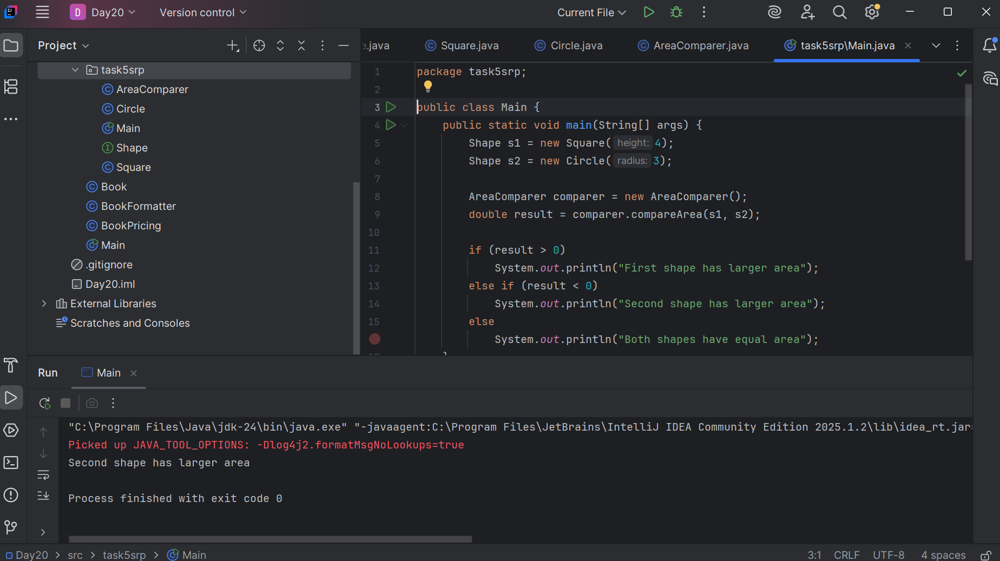 D Day20 Version control Current File
Project
e.java Square.java Circle.java AreaComparer.java task5srp\Main.java
task5srp
AreaComparer
Circle
Main
Shape
Square
Book
BookFormatter
BookPricing
Main
.gitignore
Day20.iml
External Libraries
Scratches and Consoles
1 package task5srp;
2
3 public class Main {
4 public static void main(String[] args) {
5 Shape s1 = new Square( height: 4);
6 Shape s2 = new Circle( radius: 3);
7
8 AreaComparer comparer = new AreaComparer();
9 double result = comparer.compareArea(s1, s2);
10
11 if (result > 0)
12 System.out.println("First shape has larger area");
13 else if (result < 0)
14 System.out.println("Second shape has larger area");
15 else
System.out.println("Both shapes have equal area");
Run Main
"C:\Program Files\Java\jdk-24\bin\java.exe" "-javaagent:C:\Program Files\JetBrains\IntelliJ IDEA Community Edition 2025.1.2\lib\idea_rt.jar=
Picked up JAVA_TOOL_OPTIONS: -Dlog4j2.formatMsgNoLookups=true
Second shape has larger area
Process finished with exit code 0
Day20 > src > task5srp > Main 3:1 CRLF UTF-8 4 spaces